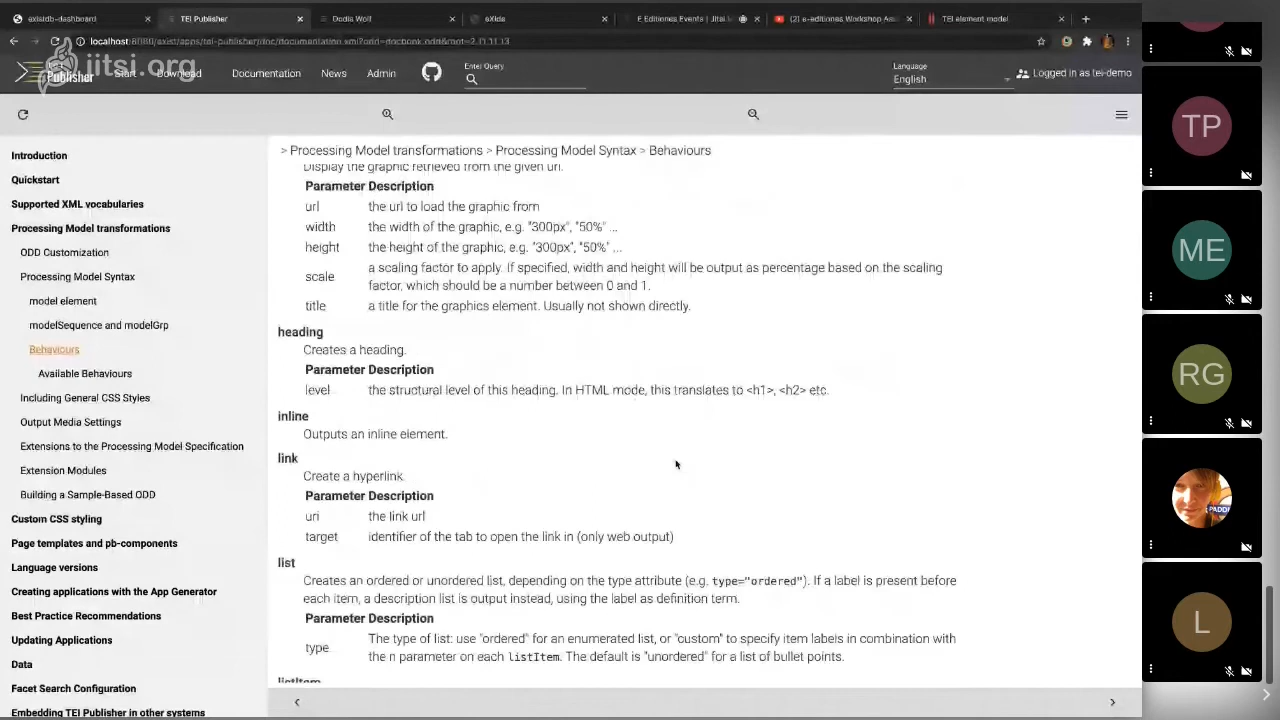 eXist-db Dashboard
TEI Publisher
Dodis Wolf
eXide
E Editiones Events | Jitsi M
(2) e-editiones Workshop Ass
TEI element model
localhost:8080/exist/apps/tei-publisher/doc/documentation.xml
jitsi.org
Publisher
Start
Download
Documentation
News
Admin
Enter Query
Language
English
Logged in as tei-demo
Introduction
Quickstart
Supported XML vocabularies
Processing Model transformations
ODD Customization
Processing Model Syntax
model element
modelSequence and modelGrp
Behaviours
Available Behaviours
Including General CSS Styles
Output Media Settings
Extensions to the Processing Model Specification
Extension Modules
Building a Sample-Based ODD
Custom CSS styling
Page templates and pb-components
Language versions
Creating applications with the App Generator
Best Practice Recommendations
Updating Applications
Data
Facet Search Configuration
Embedding TEI Publisher in other systems
> Processing Model transformations > Processing Model Syntax > Behaviours
Display the graphic retrieved from the given url.
Parameter Description
url the url to load the graphic from
width the width of the graphic, e.g. "300px", "50%" ...
height the height of the graphic, e.g. "300px", "50%" ...
scale a scaling factor to apply. If specified, width and height will be output as percentage based on the scaling
factor, which should be a number between 0 and 1.
title a title for the graphics element. Usually not shown directly.
heading
Creates a heading.
Parameter Description
level the structural level of this heading. In HTML mode, this translates to <h1>, <h2> etc.
inline
Outputs an inline element.
link
Create a hyperlink.
Parameter Description
uri the link url
target identifier of the tab to open the link in (only web output)
list
Creates an ordered or unordered list, depending on the type attribute (e.g. type="ordered"). If a label is present before
each item, a description list is output instead, using the label as definition term.
Parameter Description
type The type of list: use "ordered" for an enumerated list, or "custom" to specify item labels in combination with
the n parameter on each listItem. The default is "unordered" for a list of bullet points.
listItem
TP
ME
RG
PADDI
L